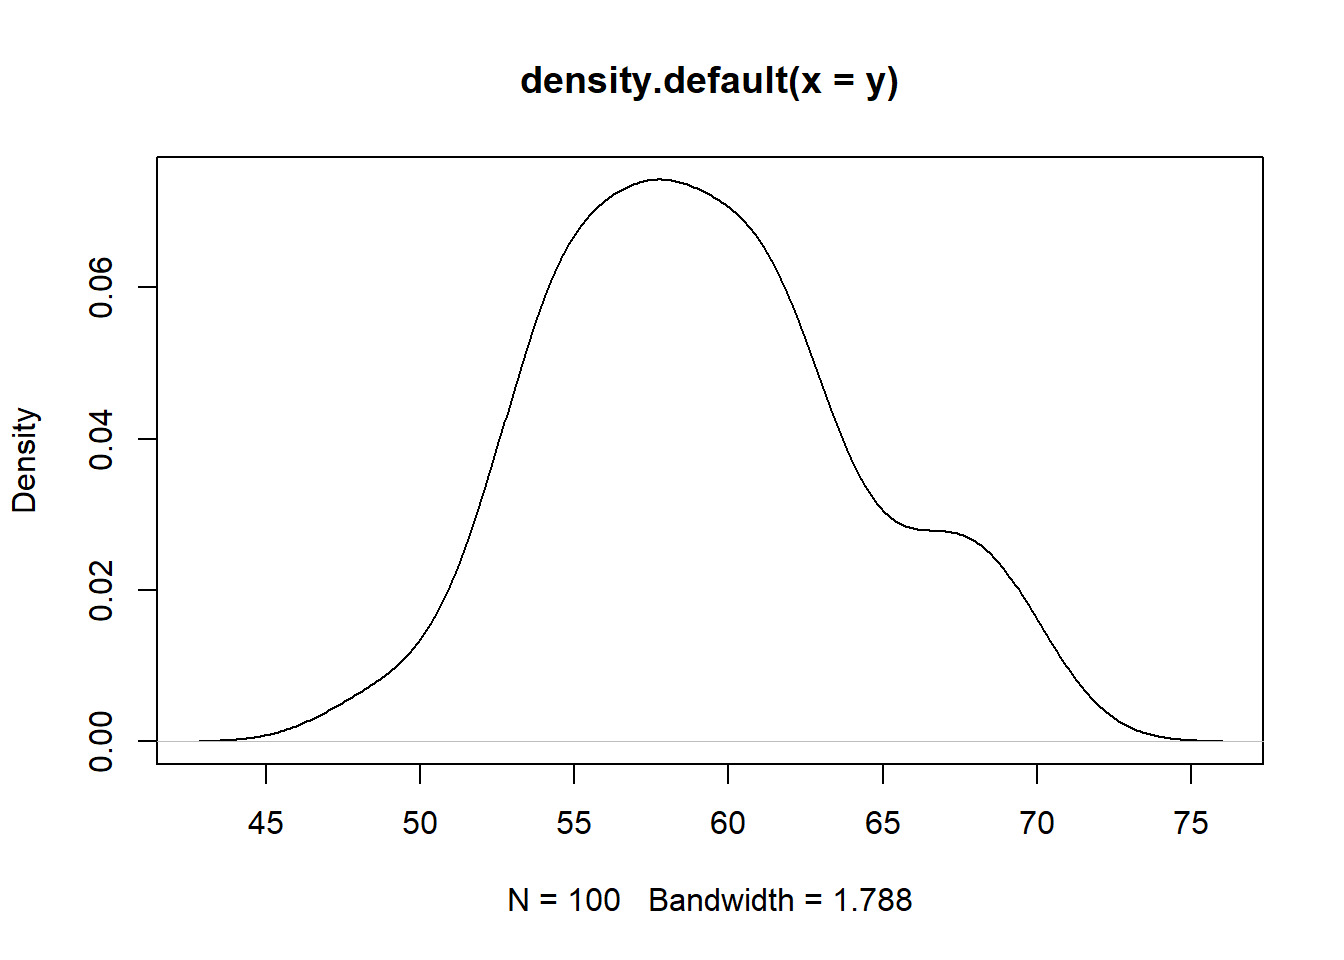 density.default(x = y)
Density
0.06
0.04
0.02
0.00
45 50 55 60 65 70 75
N = 100 Bandwidth = 1.788